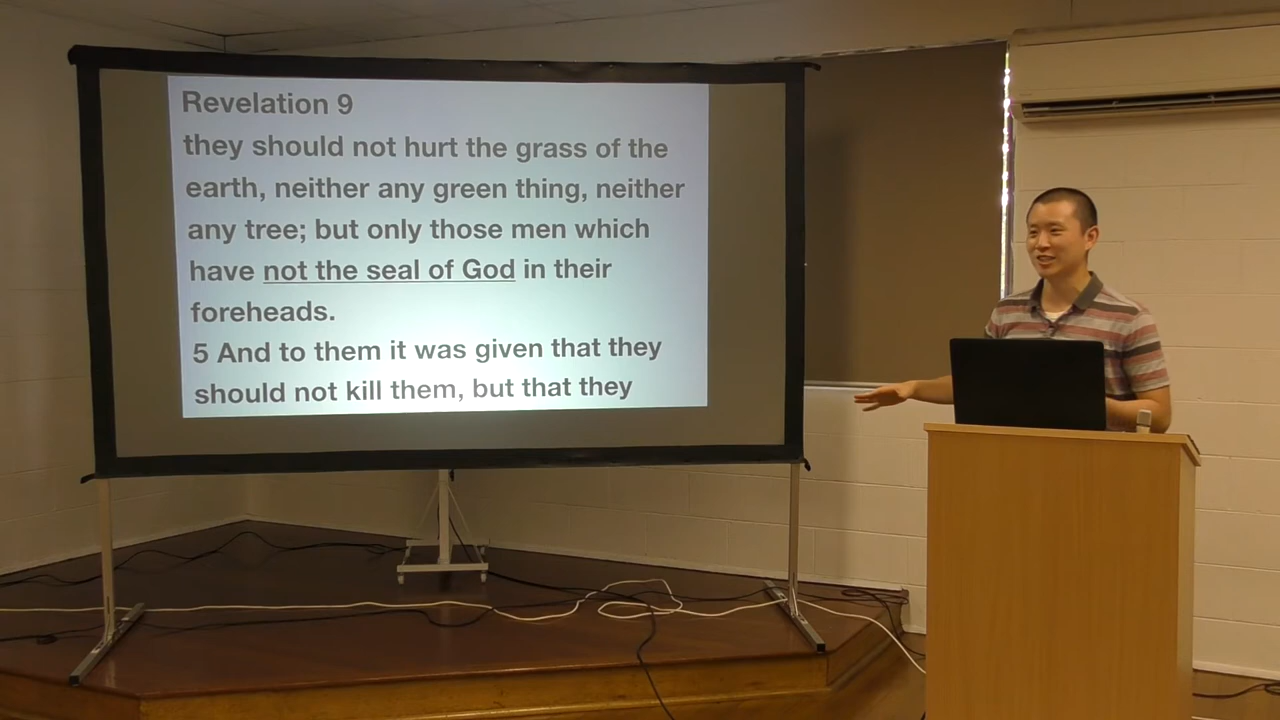 Revelation 9
they should not hurt the grass of the
earth, neither any green thing, neither
any tree; but only those men which
have not the seal of God in their
foreheads.
5 And to them it was given that they
should not kill them, but that they